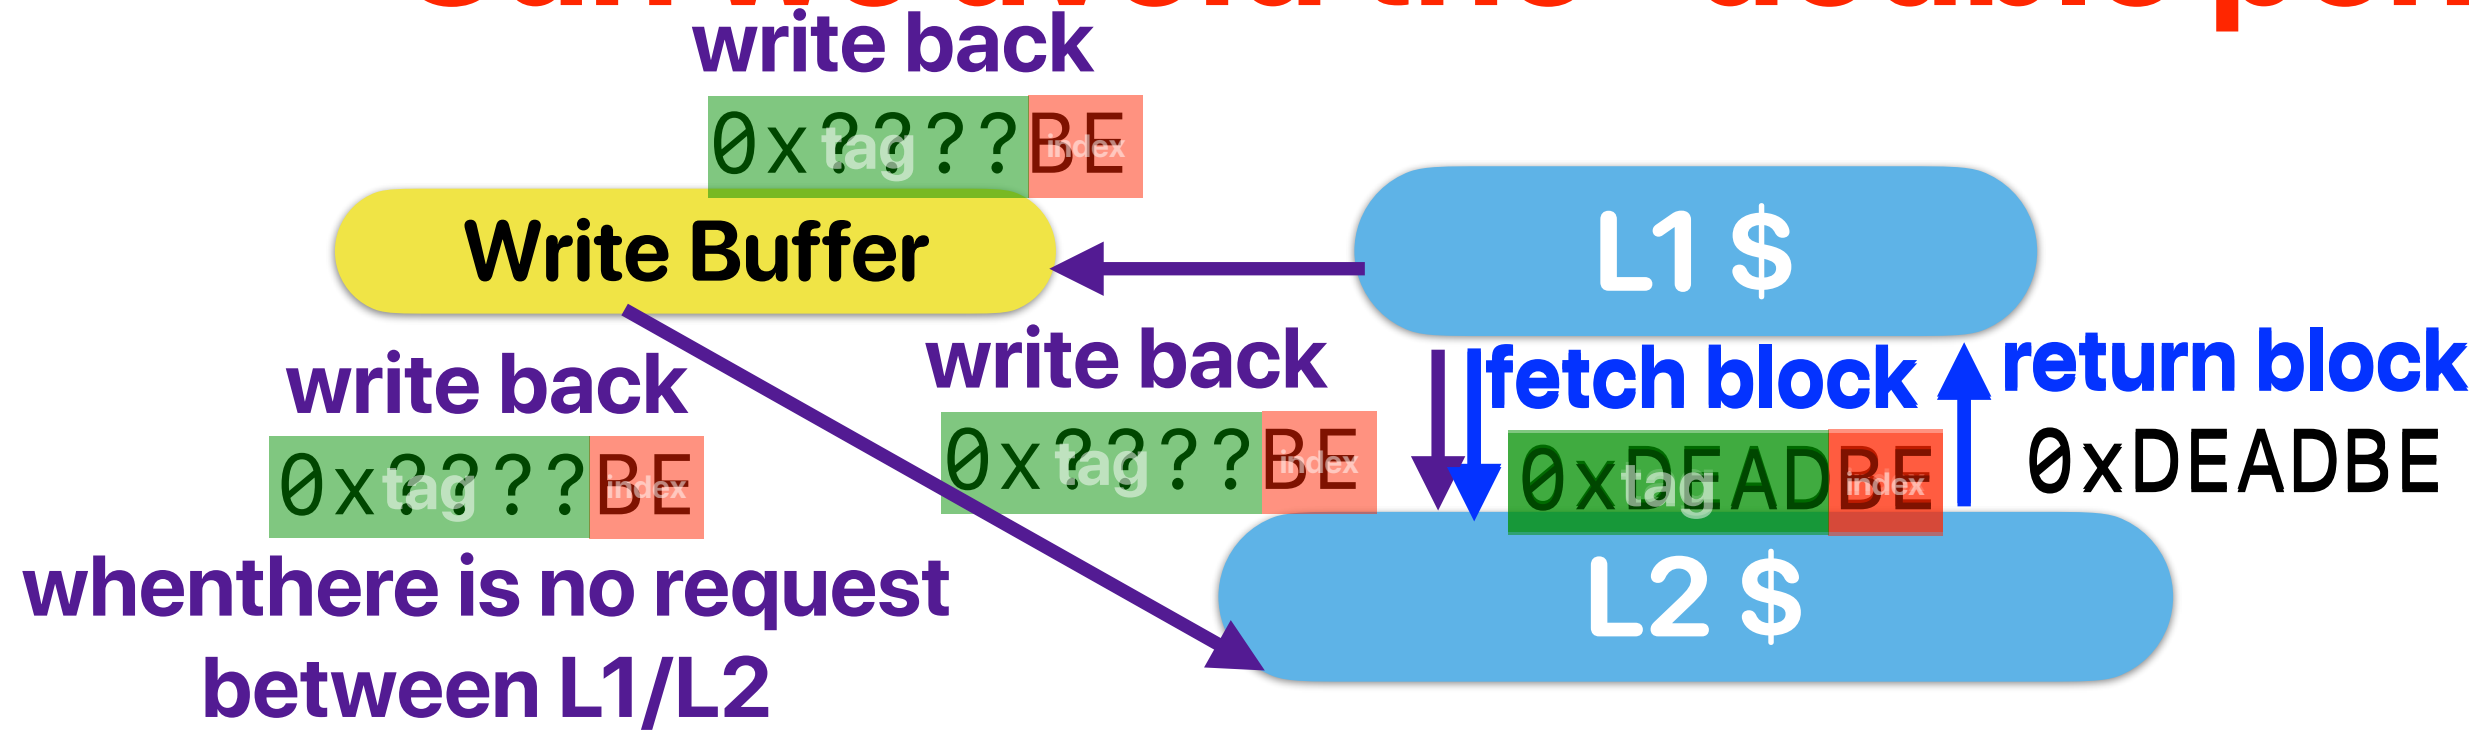 write back
0x????BE
tag index
Write Buffer
L1 $
write back
0x????BE
tag index
whenthere is no request
between L1/L2
write back
0x????BE
tag index
fetch block
0xDEADBE
tag index
return block
0xDEADBE
L2 $